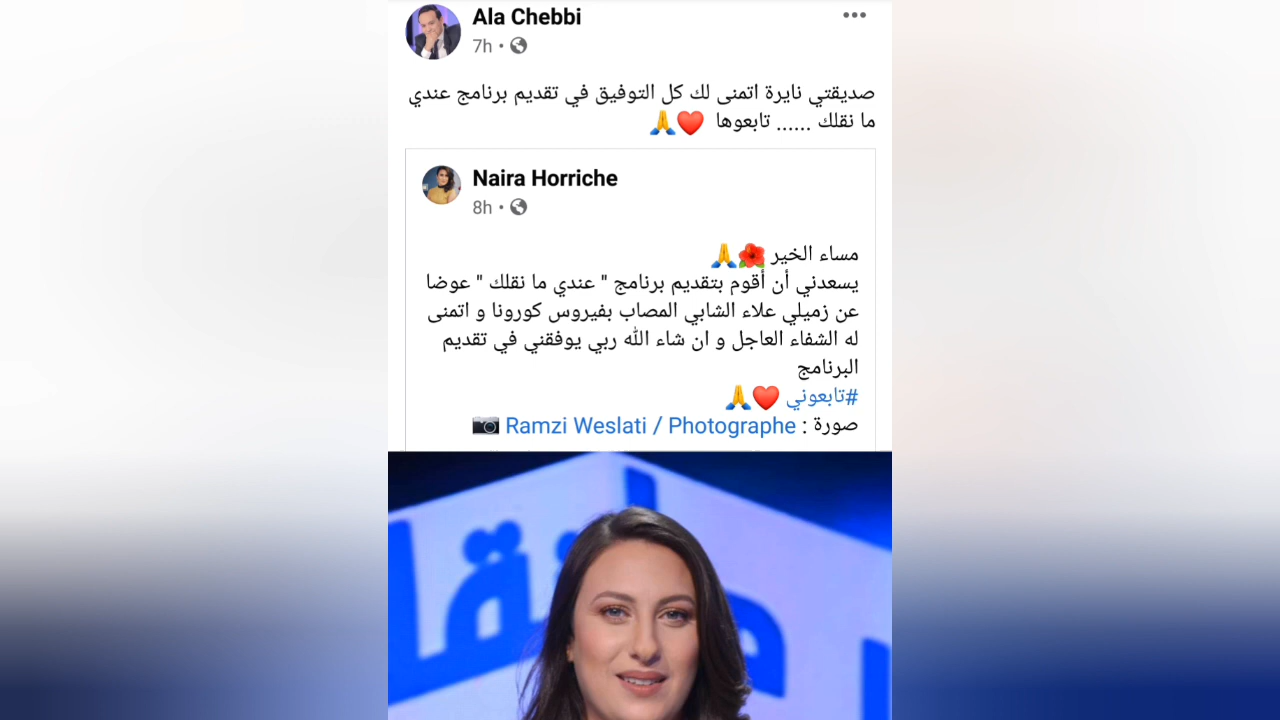 Ala Chebbi
7h
صديقتي نايرة اتمنى لك كل التوفيق في تقديم برنامج عندي
ما نقلك ...... تابعوها ❤️🙏
Naira Horriche
8h
مساء الخير 🌺🙏
يسعدني أن أقوم بتقديم برنامج " عندي ما نقلك " عوضا
عن زميلي علاء الشابي المصاب بفيروس كورونا و اتمنى
له الشفاء العاجل و ان شاء الله ربي يوفقني في تقديم
البرنامج
#تابعوني ❤️🙏
صورة : Ramzi Weslati / Photographe 📷